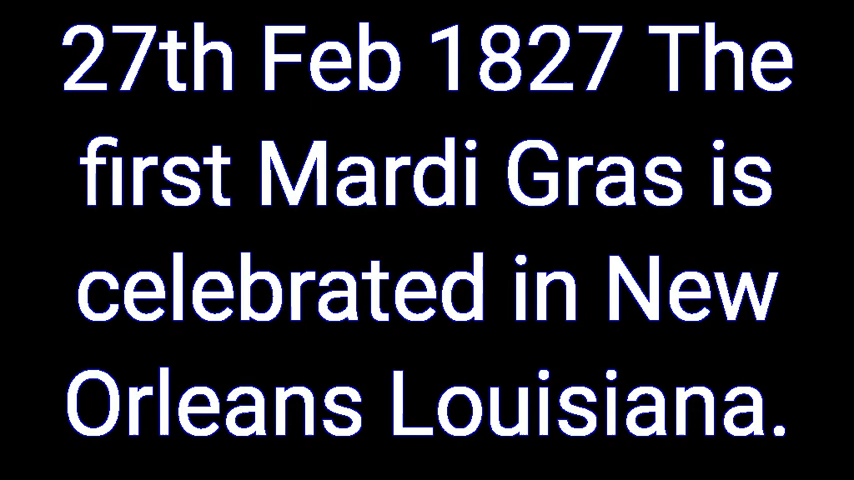 27th Feb 1827 The
first Mardi Gras is
celebrated in New
Orleans Louisiana.